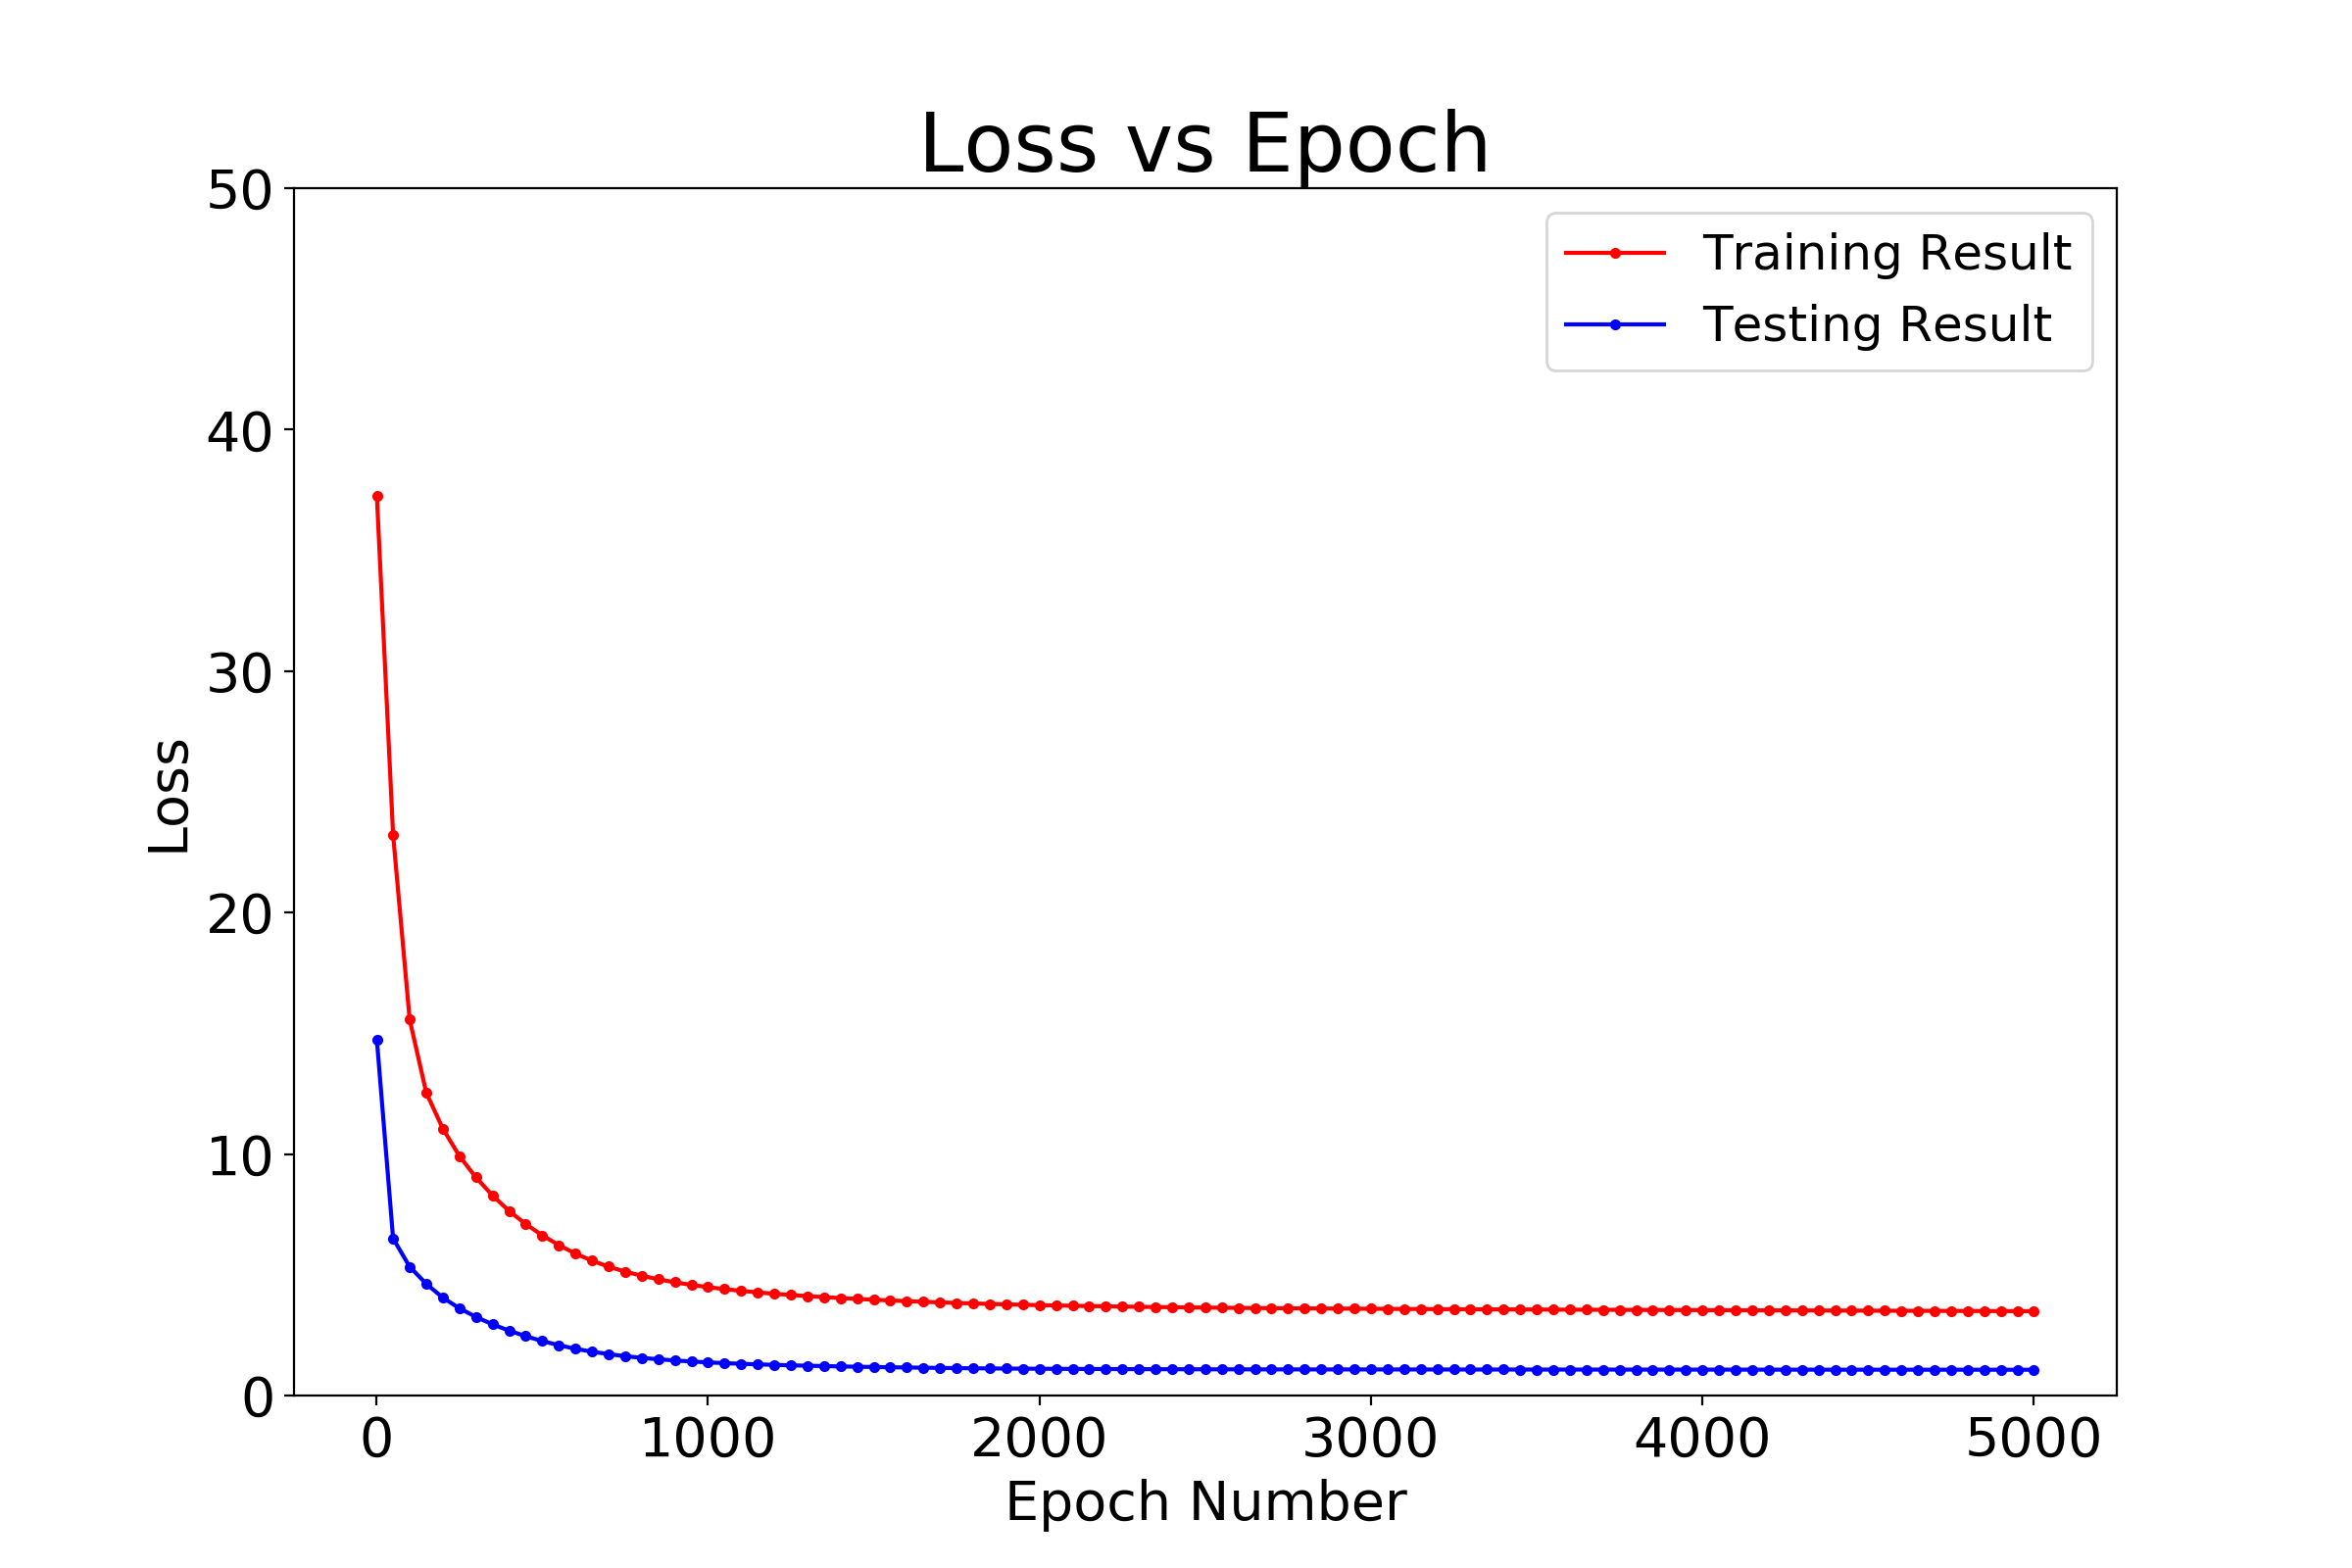 Loss vs Epoch
50
40
30
20
10
0
Loss
Training Result
Testing Result
0 1000 2000 3000 4000 5000
Epoch Number